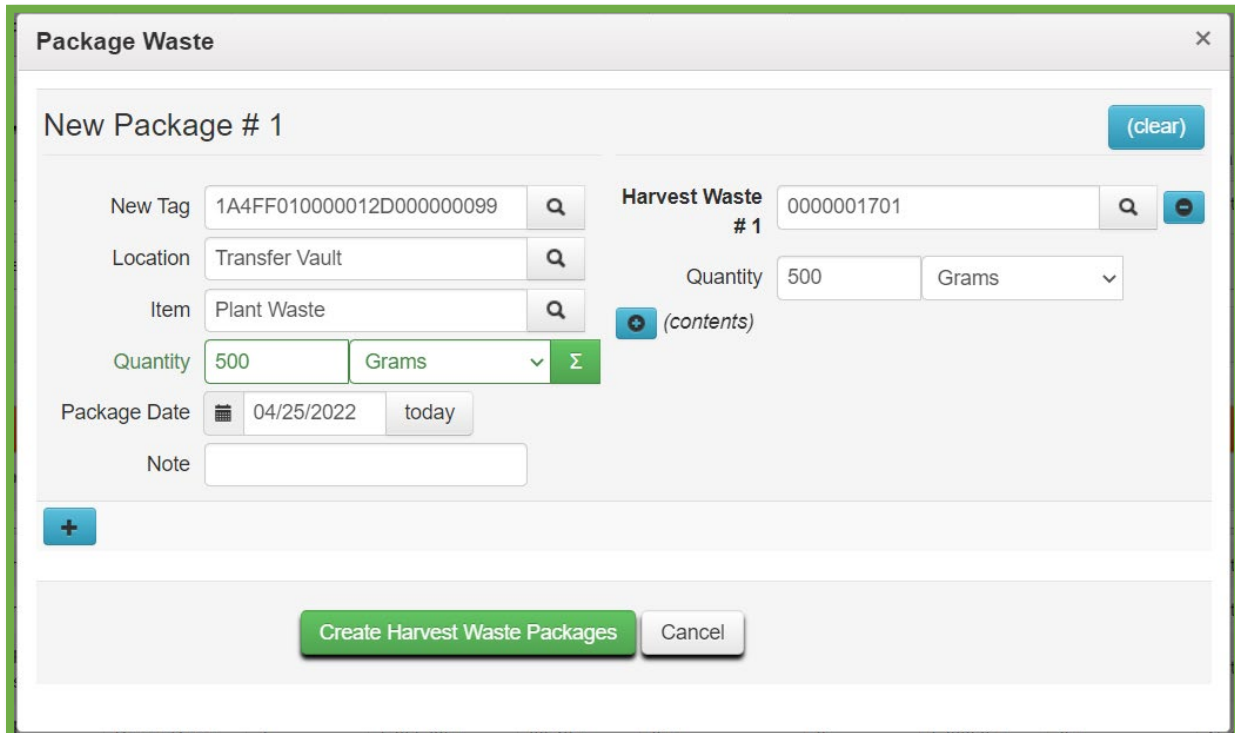 Package Waste ×
New Package # 1 (clear)
New Tag 1A4FF010000012D000000099 Harvest Waste # 1 0000001701
Location Transfer Vault Quantity 500 Grams
Item Plant Waste (contents)
Quantity 500 Grams Σ
Package Date 04/25/2022 today
Note
+
Create Harvest Waste Packages Cancel